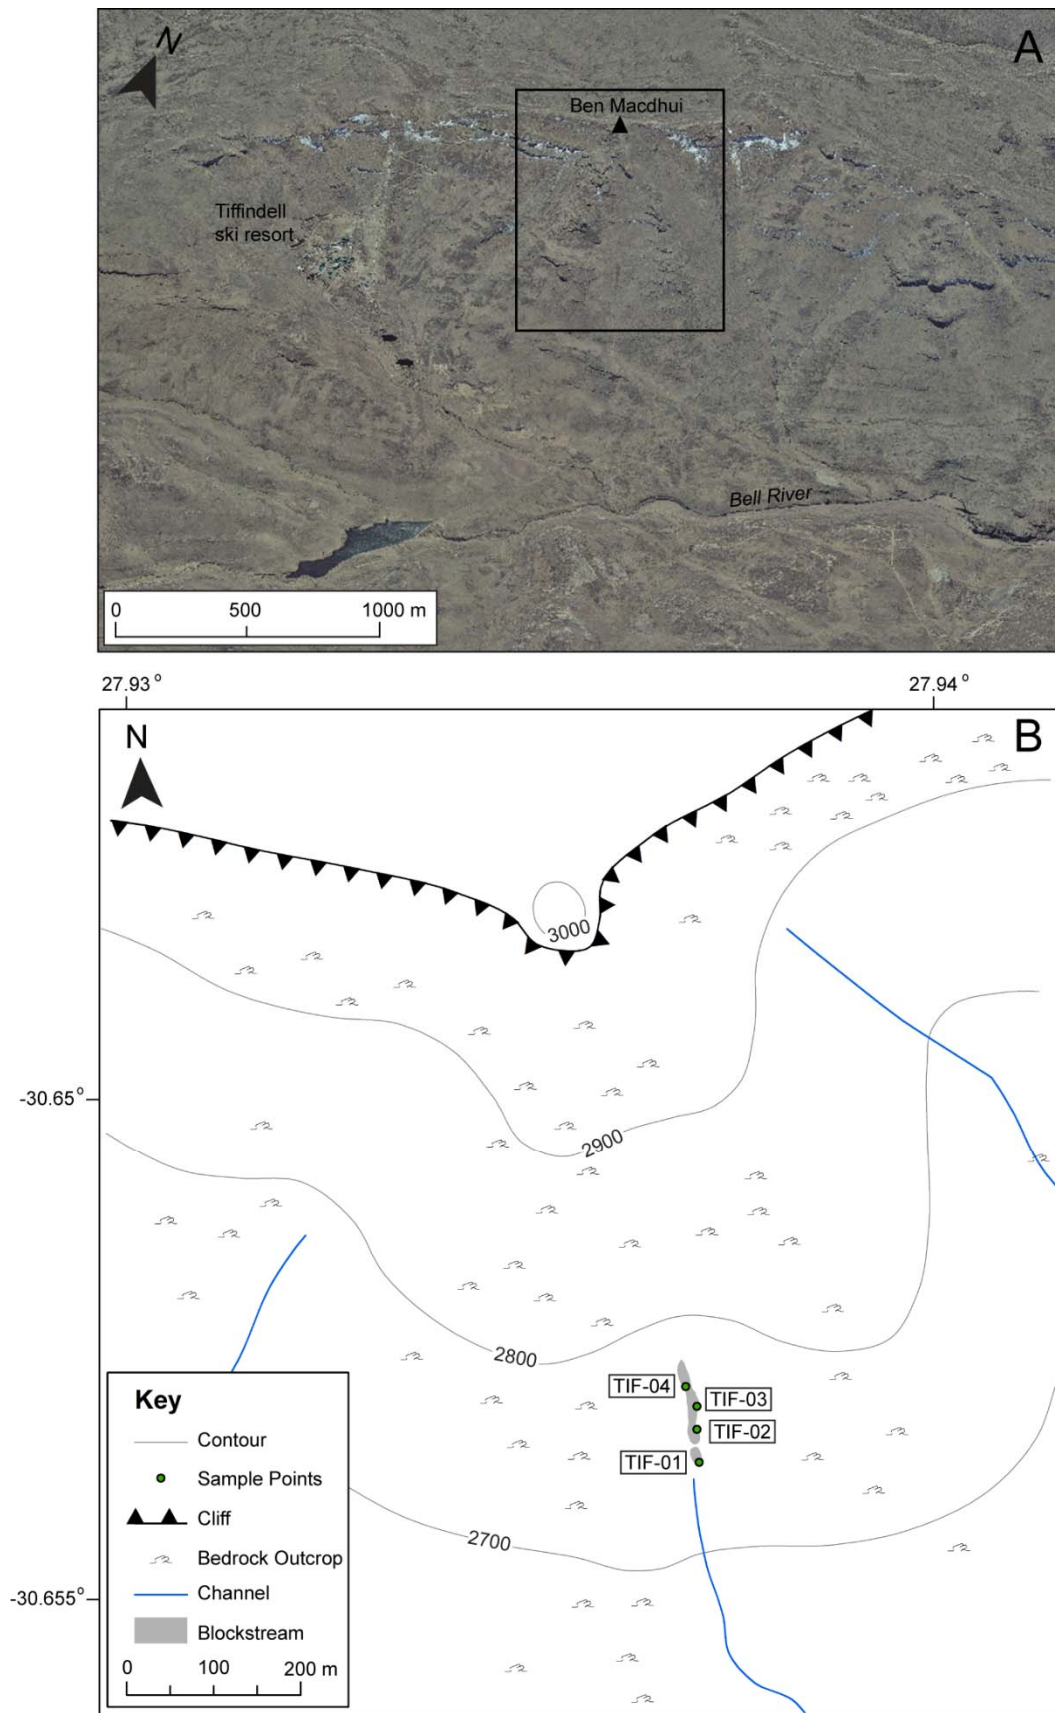 N
A
Ben Macdhui
Tiffindell
ski resort
Bell River
0 500 1000 m
27.93 o
27.94 o
N
B
3000
-30.65o
2900
2800
TIF-04
TIF-03
TIF-02
TIF-01
2700
-30.655o
Key
Contour
Sample Points
Cliff
Bedrock Outcrop
Channel
Blockstream
0 100 200 m